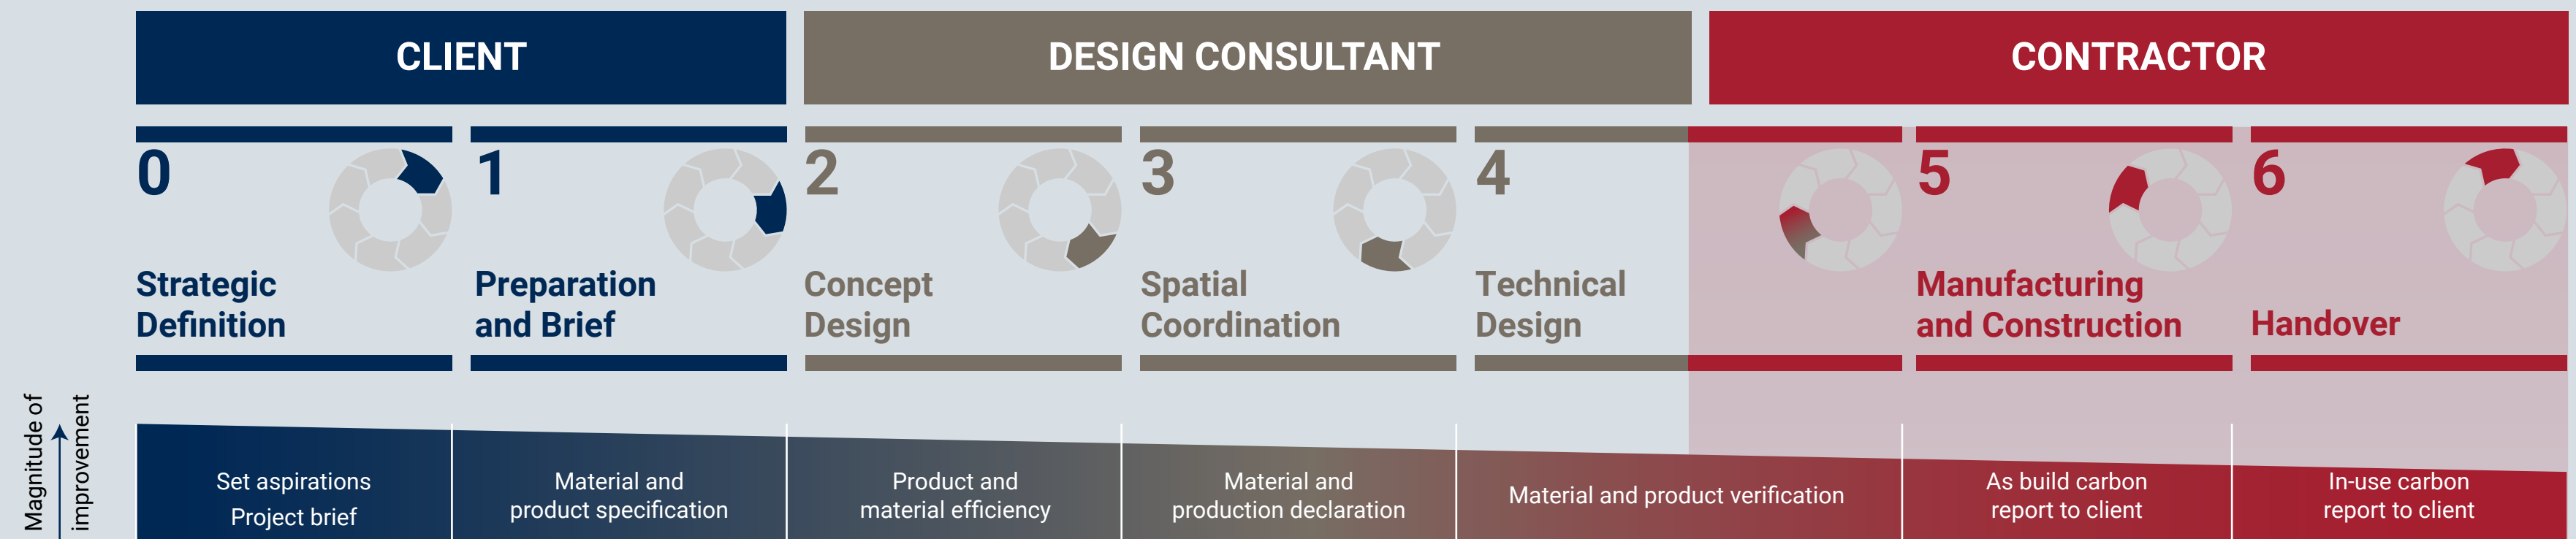 CLIENT
DESIGN CONSULTANT
CONTRACTOR
0
Strategic
Definition
1
Preparation
and Brief
2
Concept
Design
3
Spatial
Coordination
4
Technical
Design
5
Manufacturing
and Construction
6
Handover
Magnitude of
improvement
Set aspirations
Project brief
Material and
product specification
Product and
material efficiency
Material and
production declaration
Material and product verification
As build carbon
report to client
In-use carbon
report to client